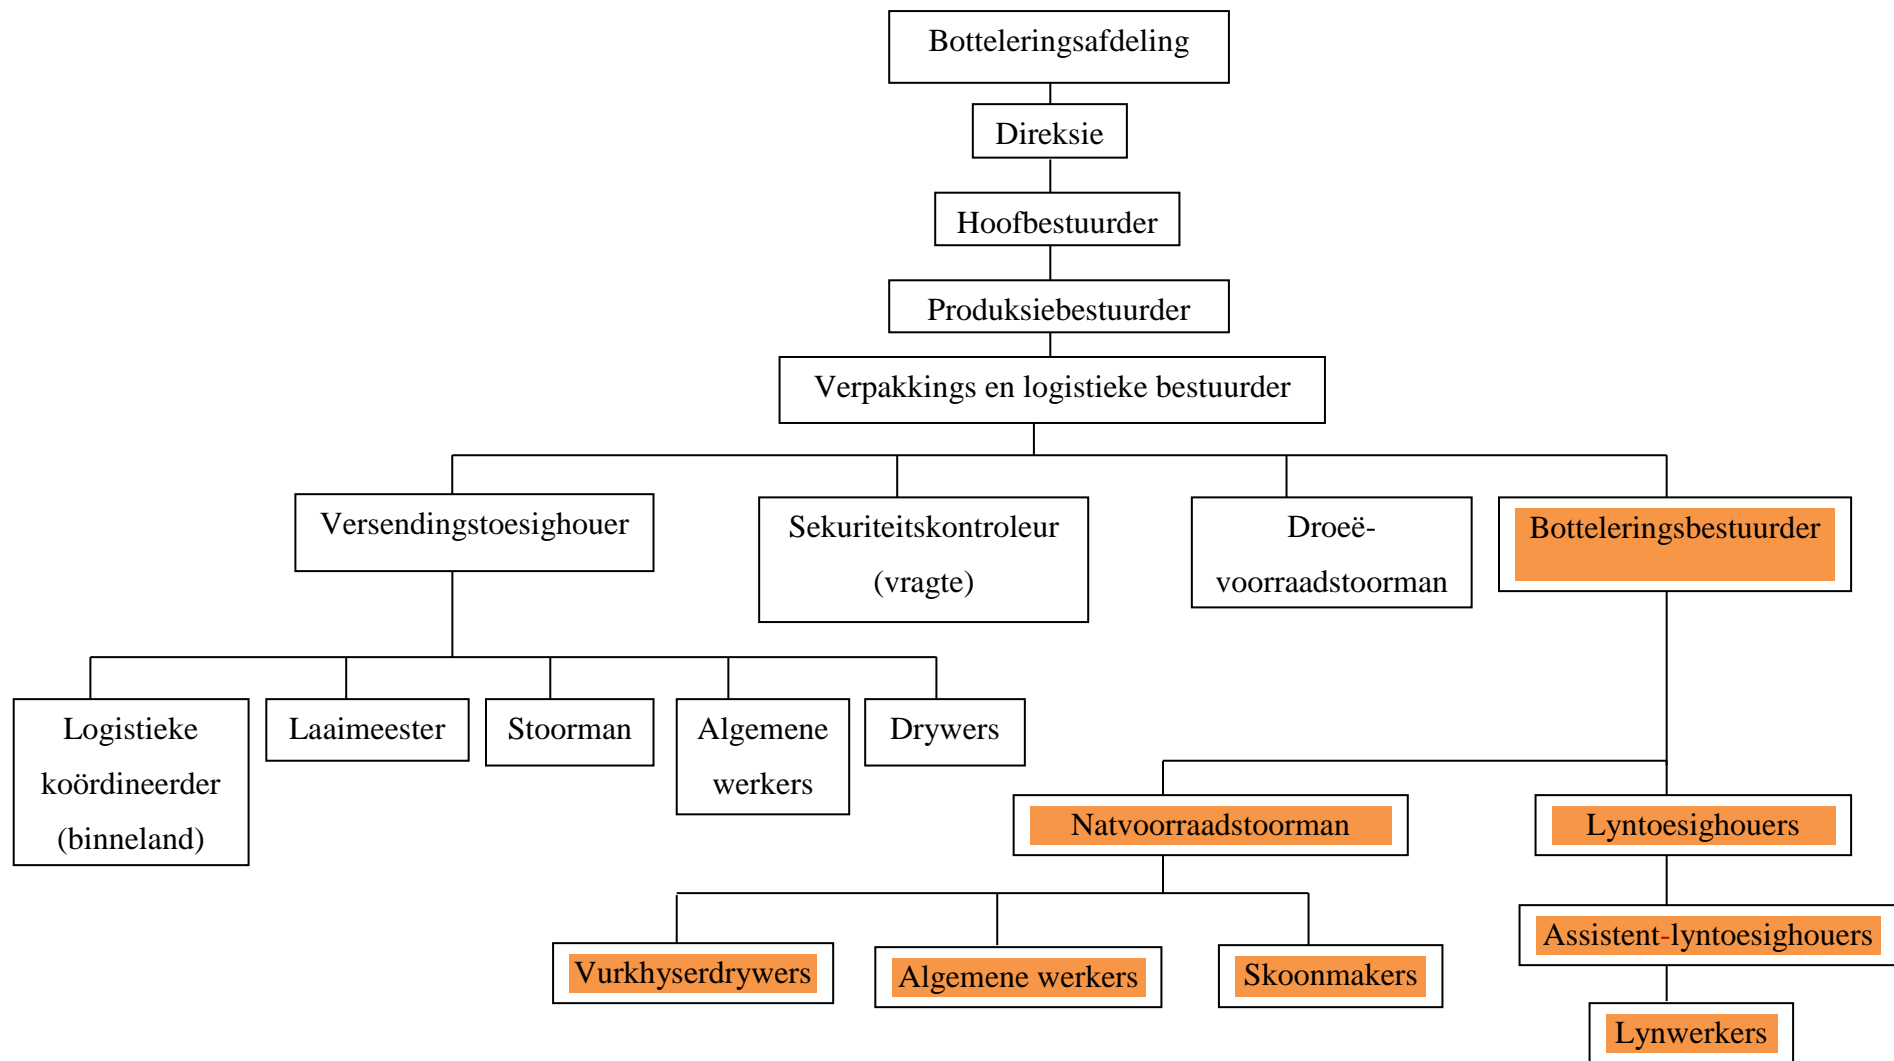 Botteleringsafdeling
Direksie
Hoofbestuurder
Produksiebestuurder
Verpakkings en logistieke bestuurder
Versendingstoesighouer
Sekuriteitskontroleur
(vragte)
Droeë-
voorraadstoorman
Botteleringsbestuurder
Logistieke
koördineerder
(binneland)
Laaimeester
Stoorman
Algemene
werkers
Drywers
Natvoorraadstoorman
Lyntoesighouers
Vurkhyserdrywers
Algemene werkers
Skoonmakers
Assistent-lyntoesighouers
Lynwerkers